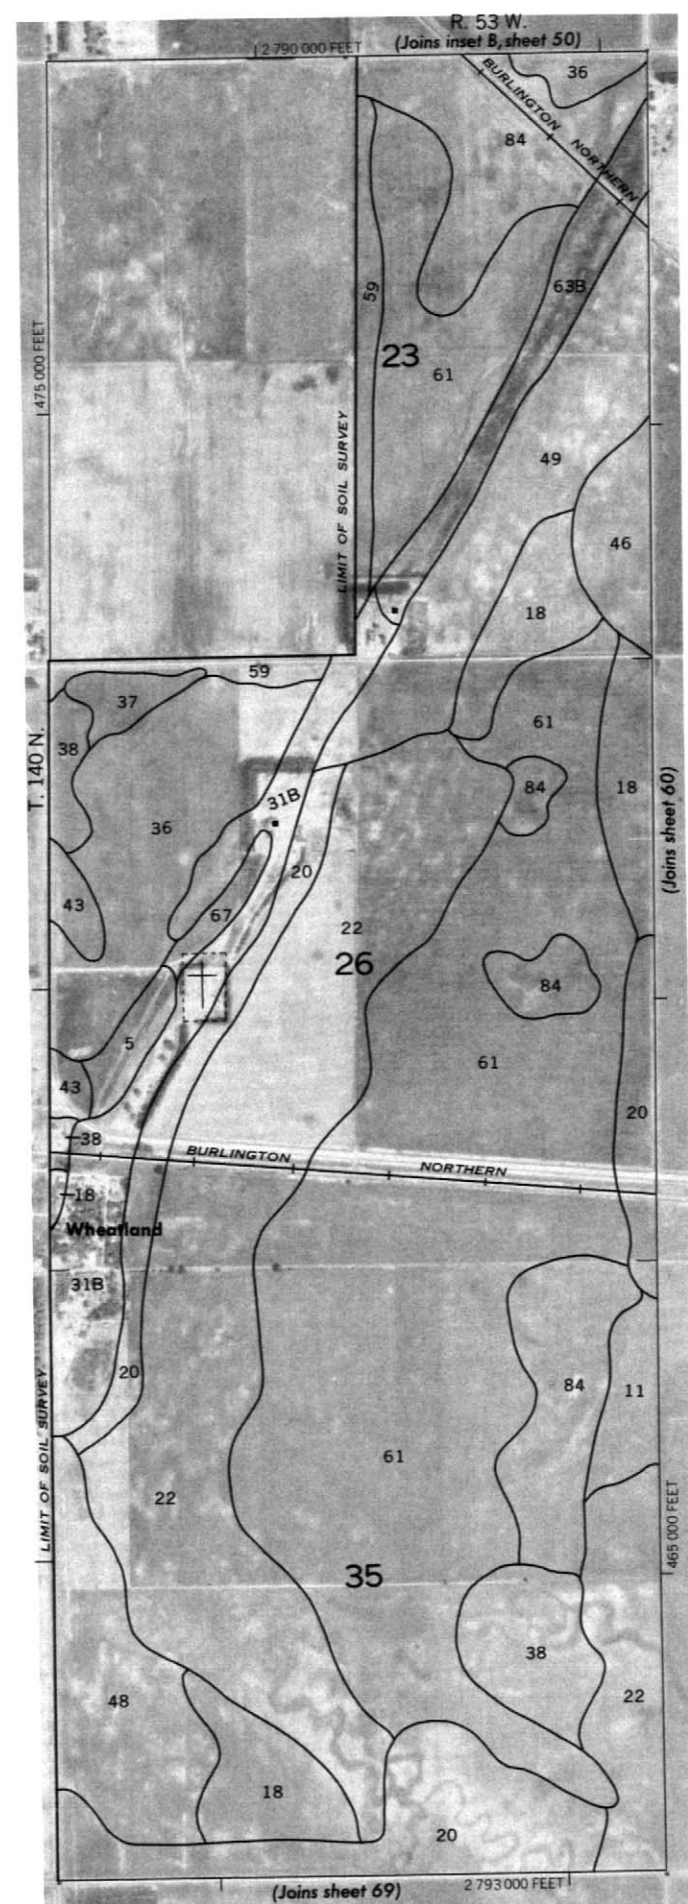 R. 53 W.
2 790 000 FEET
(Joins inset B, sheet 50)
36
BURLINGTON NORTHERN
84
63B
59
23
61
475 000 FEET
LIMIT OF SOIL SURVEY
49
46
18
59
37
61
T. 140 N.
38
84
18
(Joins sheet 60)
31B
36
20
43
67
22
26
84
5
61
43
20
38
BURLINGTON NORTHERN
18
Wheatland
31B
20
84
11
LIMIT OF SOIL SURVEY
61
22
465 000 FEET
35
38
48
22
18
20
2 793 000 FEET
(Joins sheet 69)